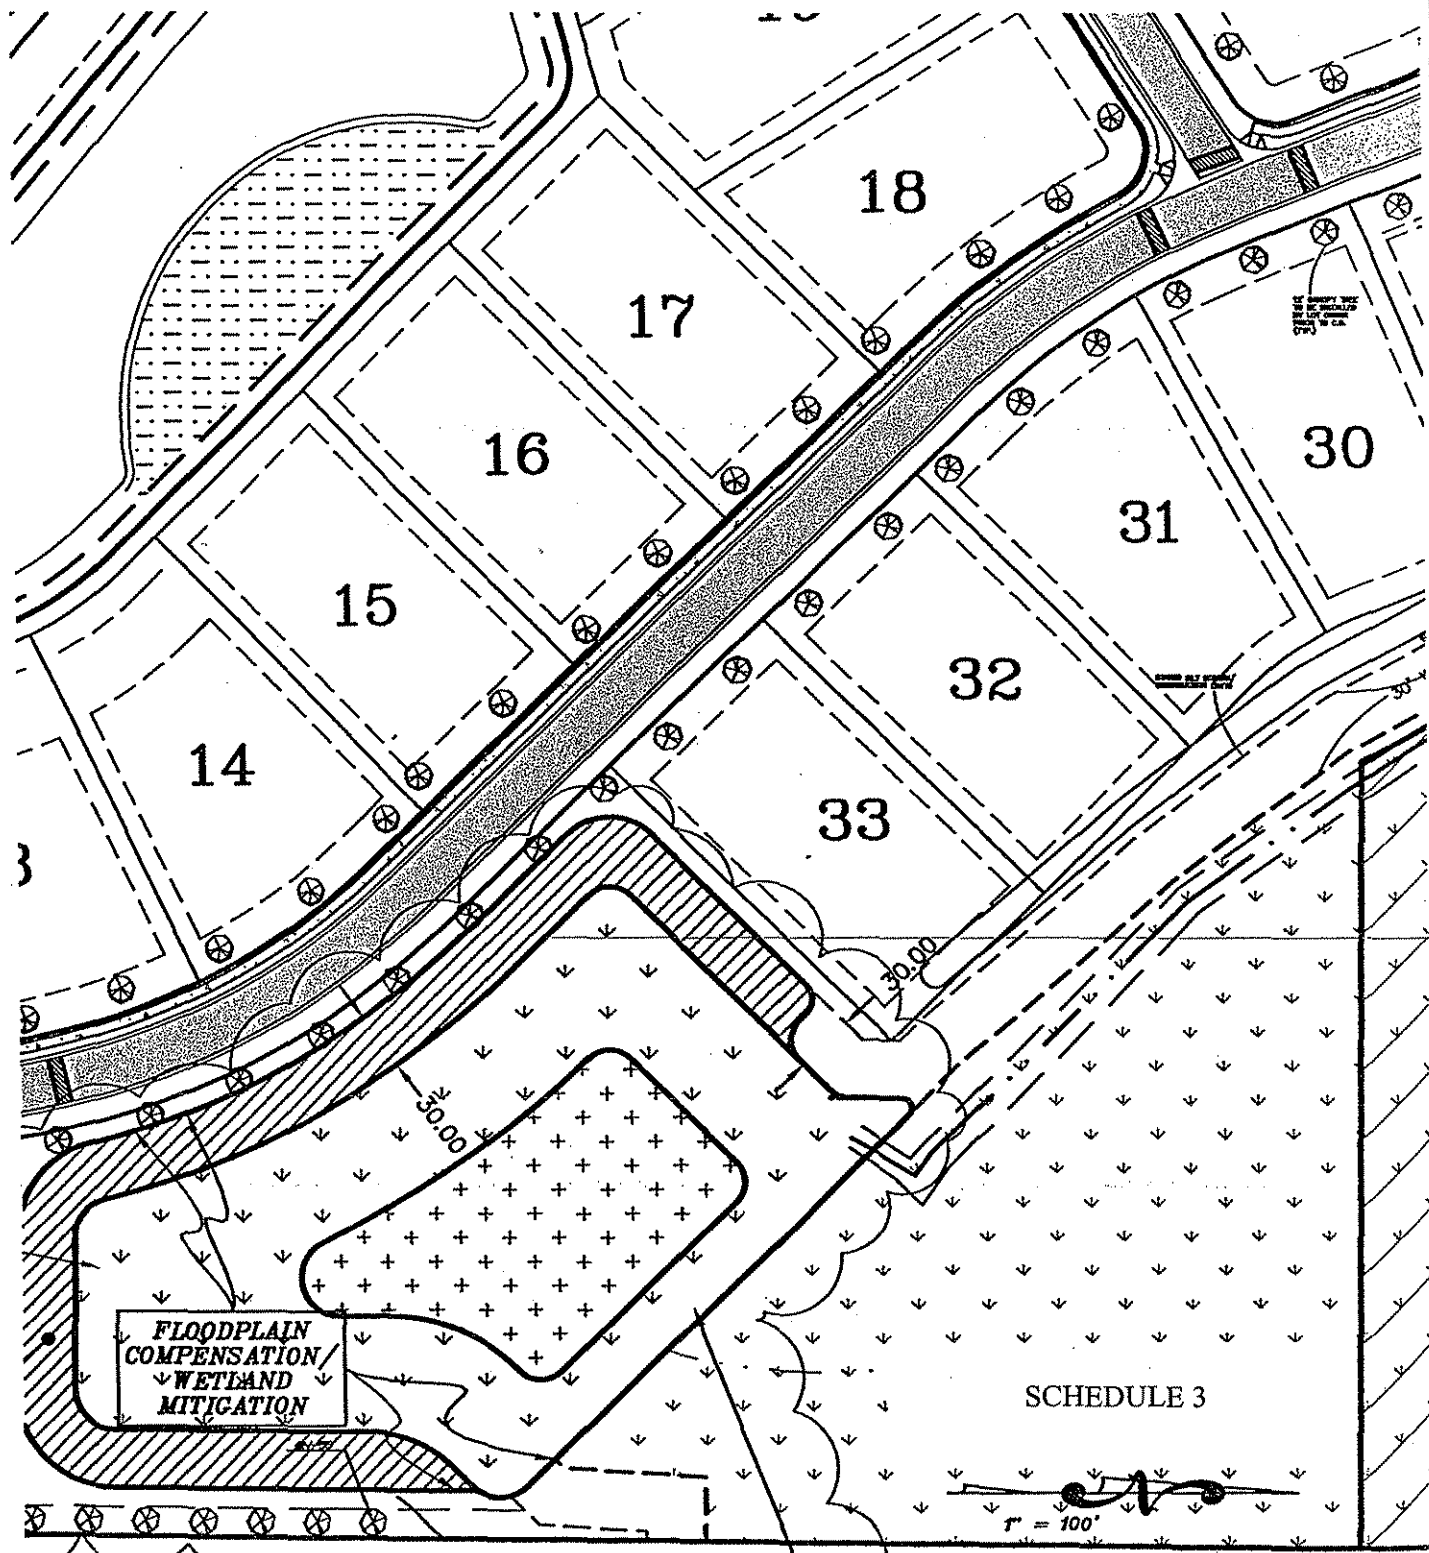 18
17
16
30
31
15
32
14
33
30'
30.00
30.00
FLOODPLAIN
COMPENSATION/
WETLAND
MITIGATION
SCHEDULE 3
1" = 100'